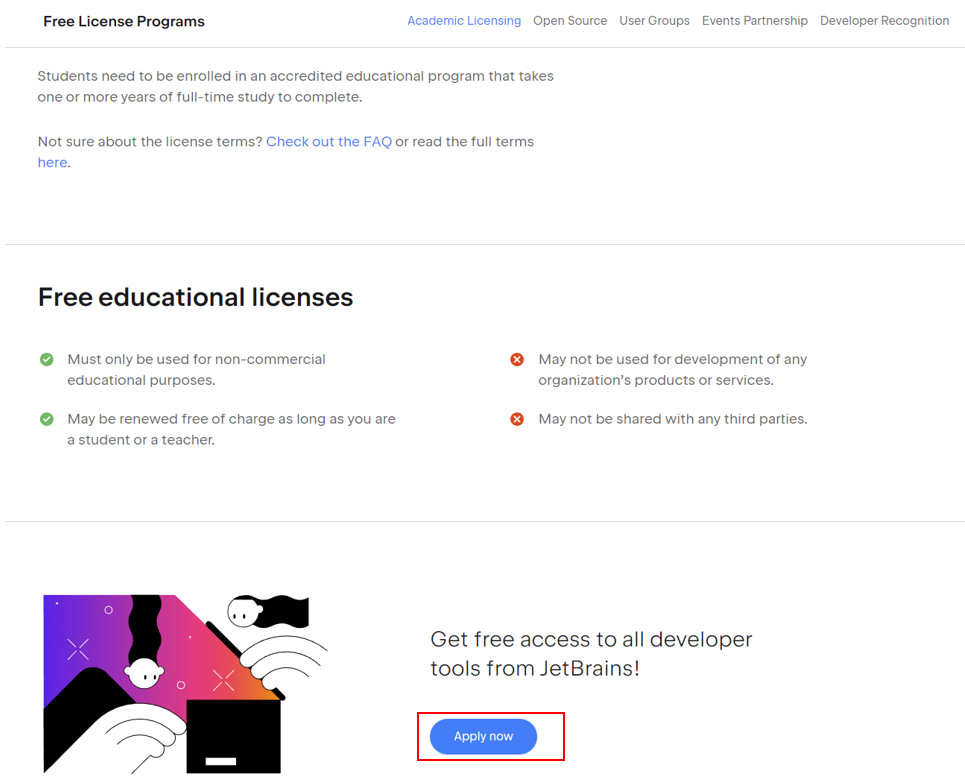 Free License Programs
Academic Licensing Open Source User Groups Events Partnership Developer Recognition
Students need to be enrolled in an accredited educational program that takes
one or more years of full-time study to complete.
Not sure about the license terms? Check out the FAQ or read the full terms
here.
Free educational licenses
Must only be used for non-commercial
educational purposes.
May be renewed free of charge as long as you are
a student or a teacher.
May not be used for development of any
organization's products or services.
May not be shared with any third parties.
Get free access to all developer
tools from JetBrains!
Apply now